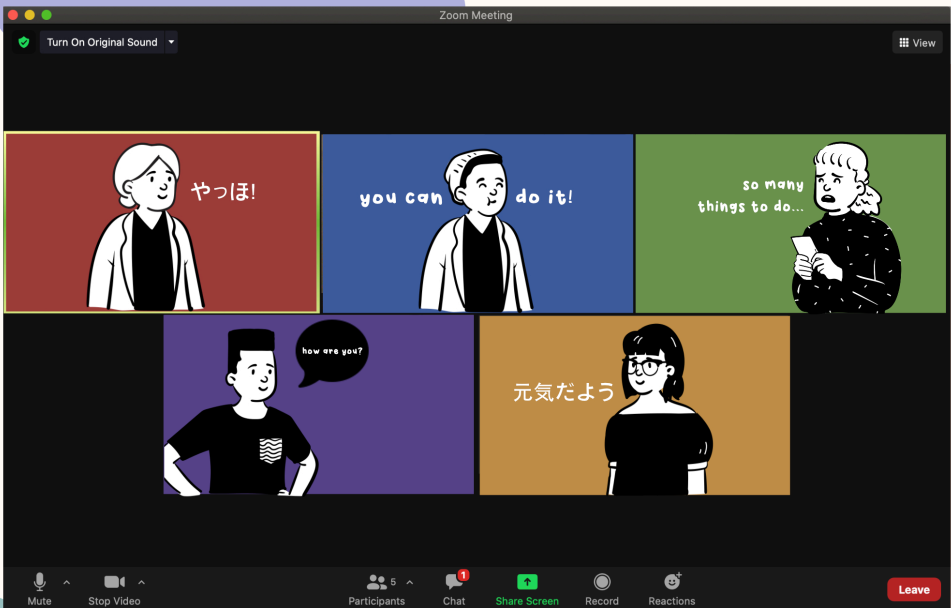 Zoom Meeting
Turn On Original Sound
View
やっほ!
you can do it!
so many
things to do...
how are you?
元気だよう
Mute
Stop Video
5
Participants
1
Chat
Share Screen
Record
Reactions
Leave